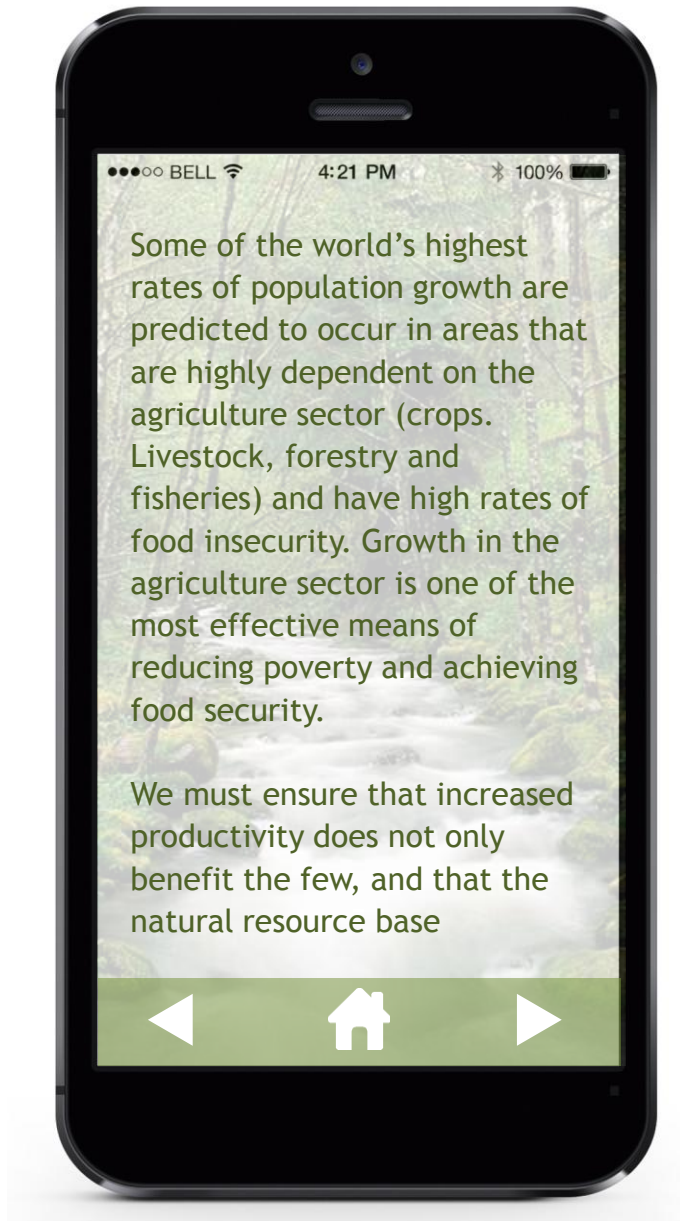 ●●●○○ BELL 4:21 PM 100%
Some of the world’s highest
rates of population growth are
predicted to occur in areas that
are highly dependent on the
agriculture sector (crops.
Livestock, forestry and
fisheries) and have high rates of
food insecurity. Growth in the
agriculture sector is one of the
most effective means of
reducing poverty and achieving
food security.
We must ensure that increased
productivity does not only
benefit the few, and that the
natural resource base